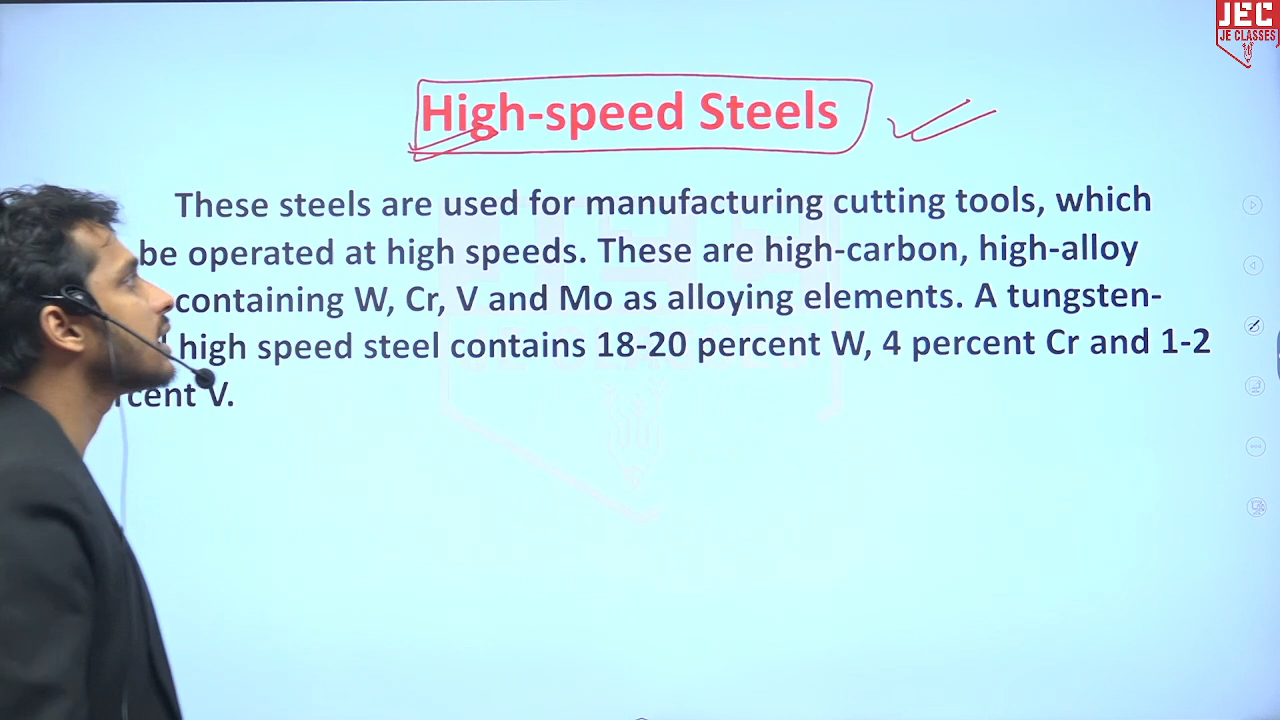 JEC
JE CLASSES
High-speed Steels
These steels are used for manufacturing cutting tools, which
be operated at high speeds. These are high-carbon, high-alloy
containing W, Cr, V and Mo as alloying elements. A tungsten-
high speed steel contains 18-20 percent W, 4 percent Cr and 1-2
cent V.